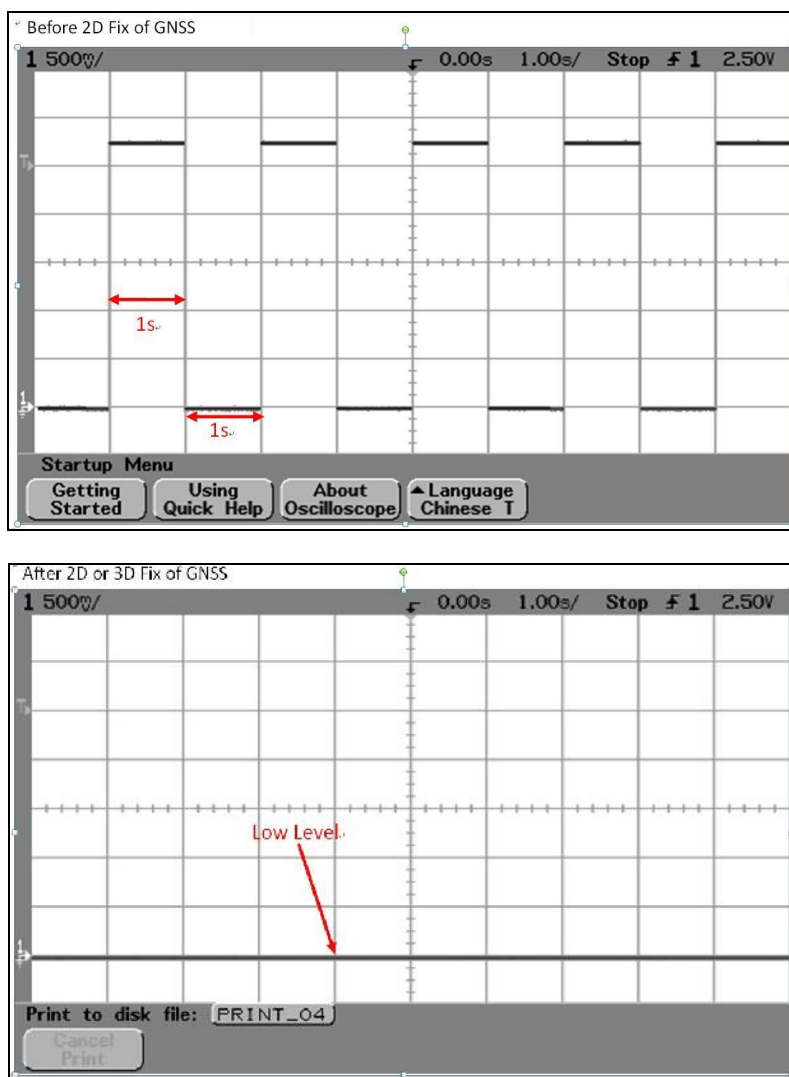 Before 2D Fix of GNSS
1 500mV/ 0.00s 1.00s/ Stop 1 2.50V
T
1s
1
1s
Startup Menu
Getting Started Using Quick Help About Oscilloscope Language Chinese T
After 2D or 3D Fix of GNSS
1 500mV/ 0.00s 1.00s/ Stop 1 2.50V
T
Low Level
1
Print to disk file: PRINT_04
Cancel Print